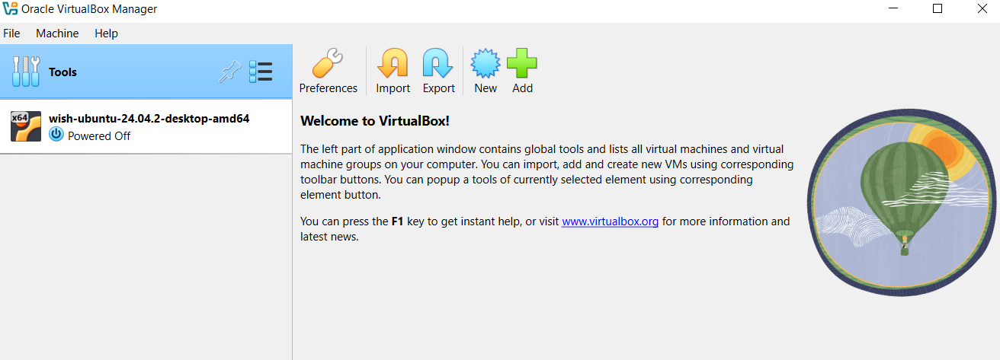 Oracle VirtualBox Manager
File Machine Help
Tools
Preferences Import Export New Add
x64
wish-ubuntu-24.04.2-desktop-amd64
Powered Off
Welcome to VirtualBox!
The left part of application window contains global tools and lists all virtual machines and virtual
machine groups on your computer. You can import, add and create new VMs using corresponding
toolbar buttons. You can popup a tools of currently selected element using corresponding
element button.
You can press the F1 key to get instant help, or visit www.virtualbox.org for more information and
latest news.